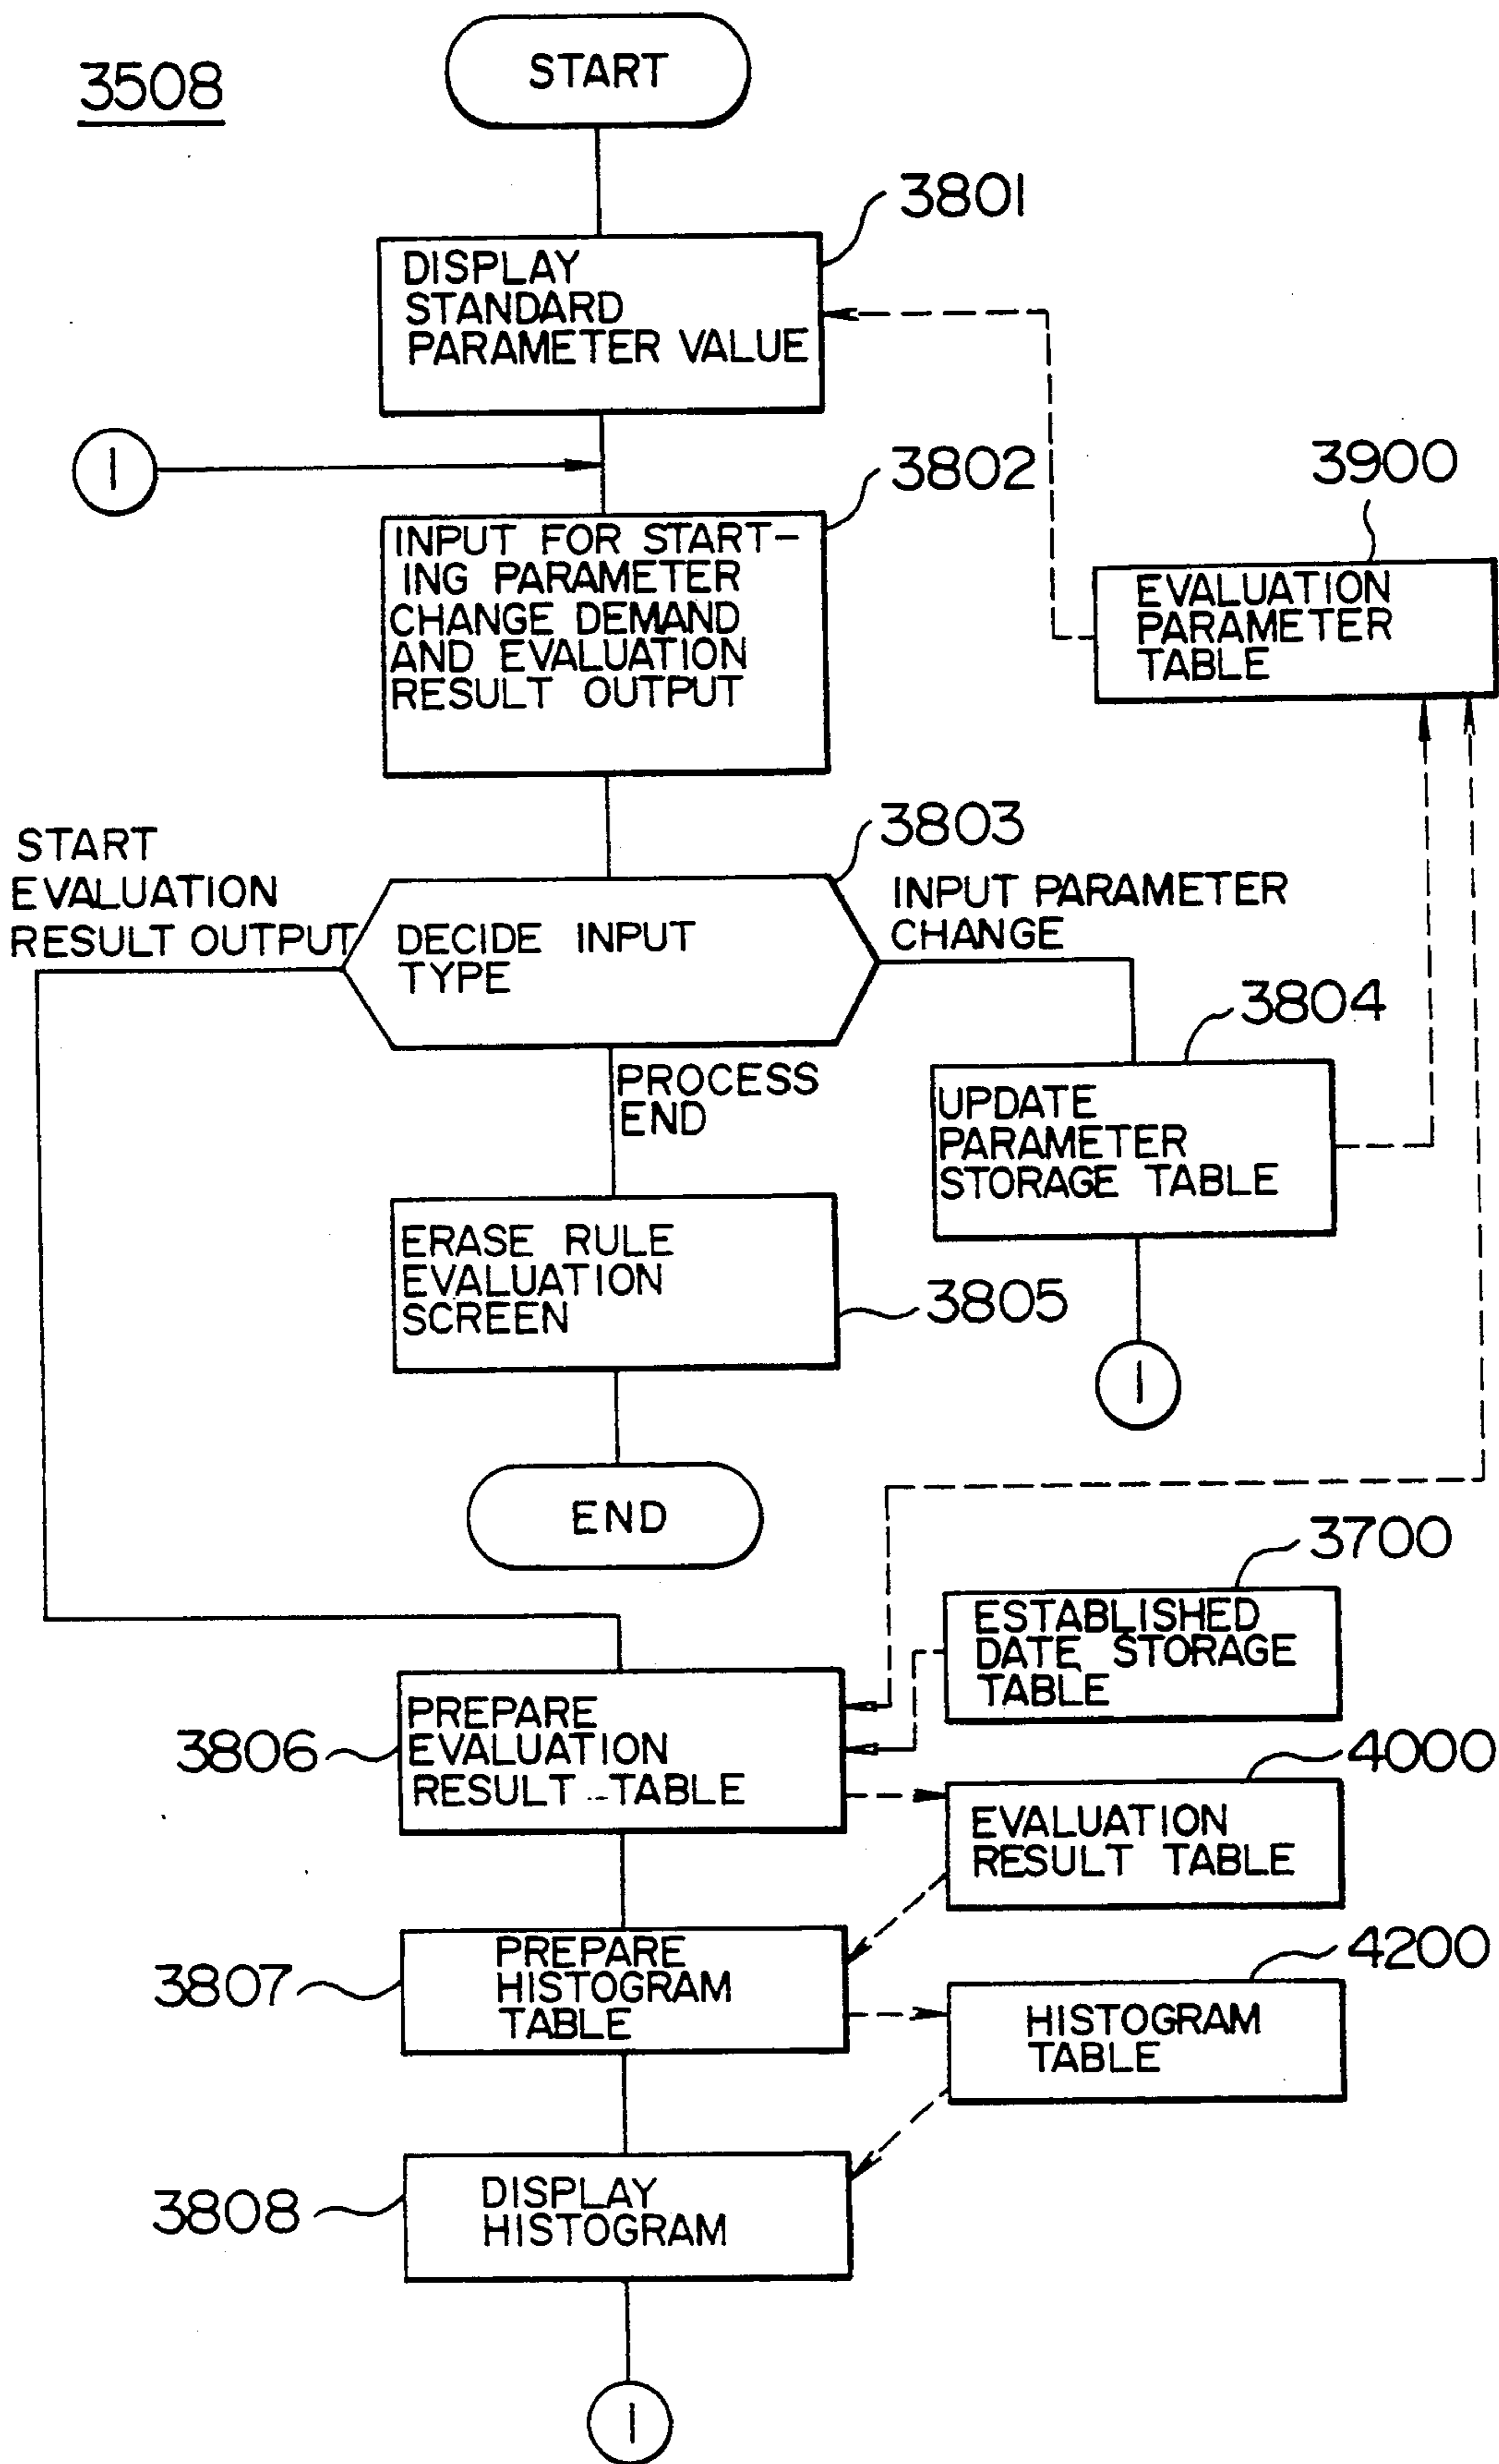 3508
START
3801
DISPLAY
STANDARD
PARAMETER VALUE
1
3802
INPUT FOR START-
ING PARAMETER
CHANGE DEMAND
AND EVALUATION
RESULT OUTPUT
3900
EVALUATION
PARAMETER
TABLE
START
EVALUATION
RESULT OUTPUT
3803
DECIDE INPUT
TYPE
INPUT PARAMETER
CHANGE
PROCESS
END
3804
UPDATE
PARAMETER
STORAGE TABLE
1
ERASE RULE
EVALUATION
SCREEN
3805
END
3700
ESTABLISHED
DATE STORAGE
TABLE
3806
PREPARE
EVALUATION
RESULT TABLE
4000
EVALUATION
RESULT TABLE
3807
PREPARE
HISTOGRAM
TABLE
4200
HISTOGRAM
TABLE
3808
DISPLAY
HISTOGRAM
1